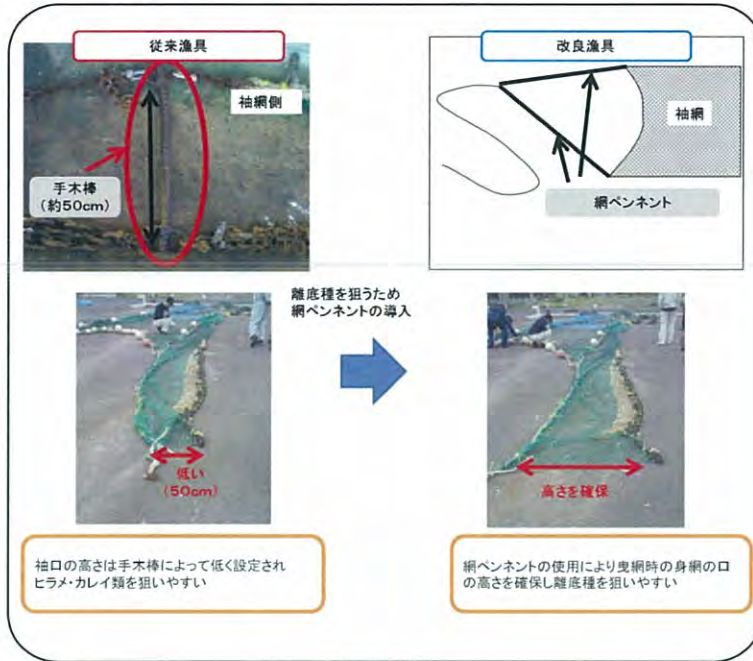 従来漁具
袖網側
手木棒
(約50cm)
改良漁具
袖網
網ペンネント
離底種を狙うため
網ペンネントの導入
低い
(50cm)
高さを確保
袖口の高さは手木棒によって低く設定され
ヒラメ・カレイ類を狙いやすい
網ペンネントの使用により曳網時の身網の口
の高さを確保し離底種を狙いやすい